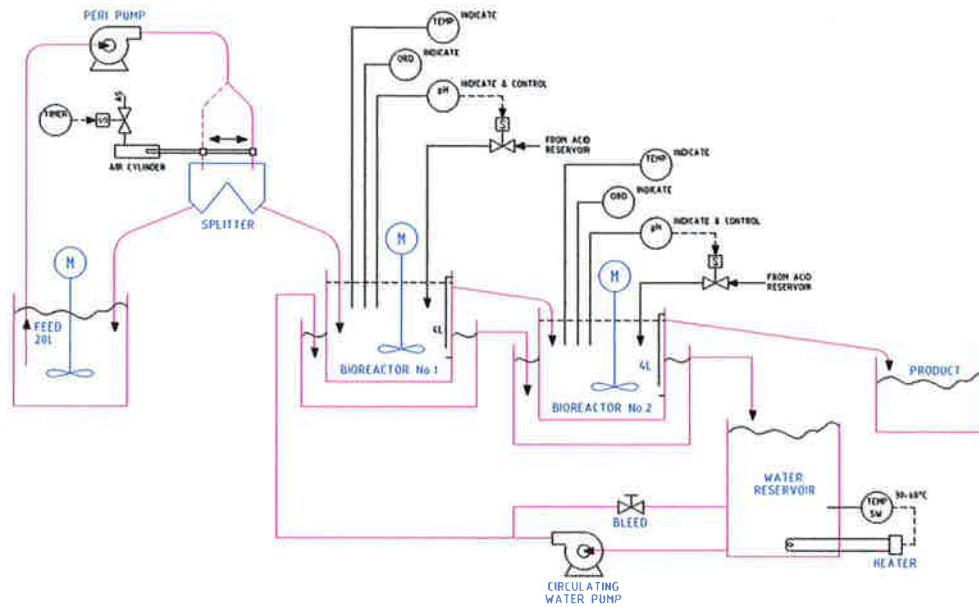 PERI PUMP
TIMER
S
AS
AIR CYLINDER
SPLITTER
M
FEED
20L
TEMP
INDICATE
ORD
INDICATE
pH
INDICATE & CONTROL
S
FROM ACID
RESERVOIR
M
4L
BIOREACTOR No.1
TEMP
INDICATE
ORD
INDICATE
pH
INDICATE & CONTROL
S
FROM ACID
RESERVOIR
M
4L
BIOREACTOR No.2
PRODUCT
WATER
RESERVOIR
TEMP
SW
30-60°C
HEATER
BLEED
CIRCULATING
WATER PUMP